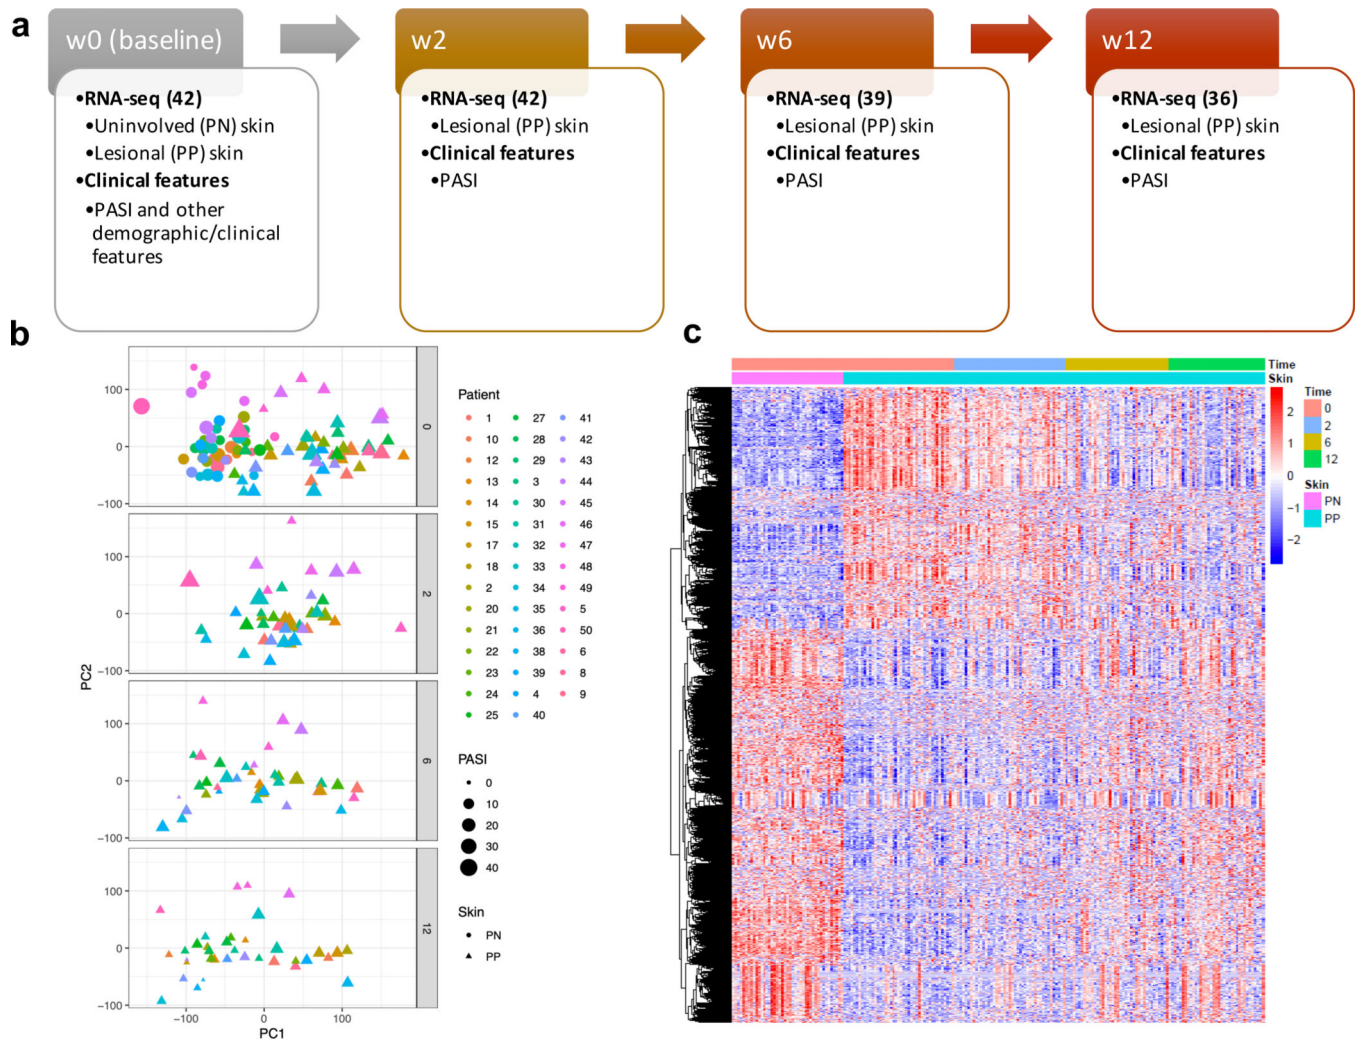 a
w0 (baseline)
w2
w6
w12
•RNA-seq (42)
•Uninvolved (PN) skin
•Lesional (PP) skin
•Clinical features
•PASI and other
demographic/clinical
features
•RNA-seq (42)
•Lesional (PP) skin
•Clinical features
•PASI
•RNA-seq (39)
•Lesional (PP) skin
•Clinical features
•PASI
•RNA-seq (36)
•Lesional (PP) skin
•Clinical features
•PASI
b
PC2
100
0
−100
0
100
0
−100
2
100
0
−100
6
100
0
−100
12
−100 0 100
PC1
Patient
1 27 41
10 28 42
12 29 43
13 3 44
14 30 45
15 31 46
17 32 47
18 33 48
2 34 49
20 35 5
21 36 50
22 38 6
23 39 8
24 4 9
25 40
PASI
0
10
20
30
40
Skin
PN
PP
c
Time
Skin
2
1
0
−1
−2
Time
0
2
6
12
Skin
PN
PP